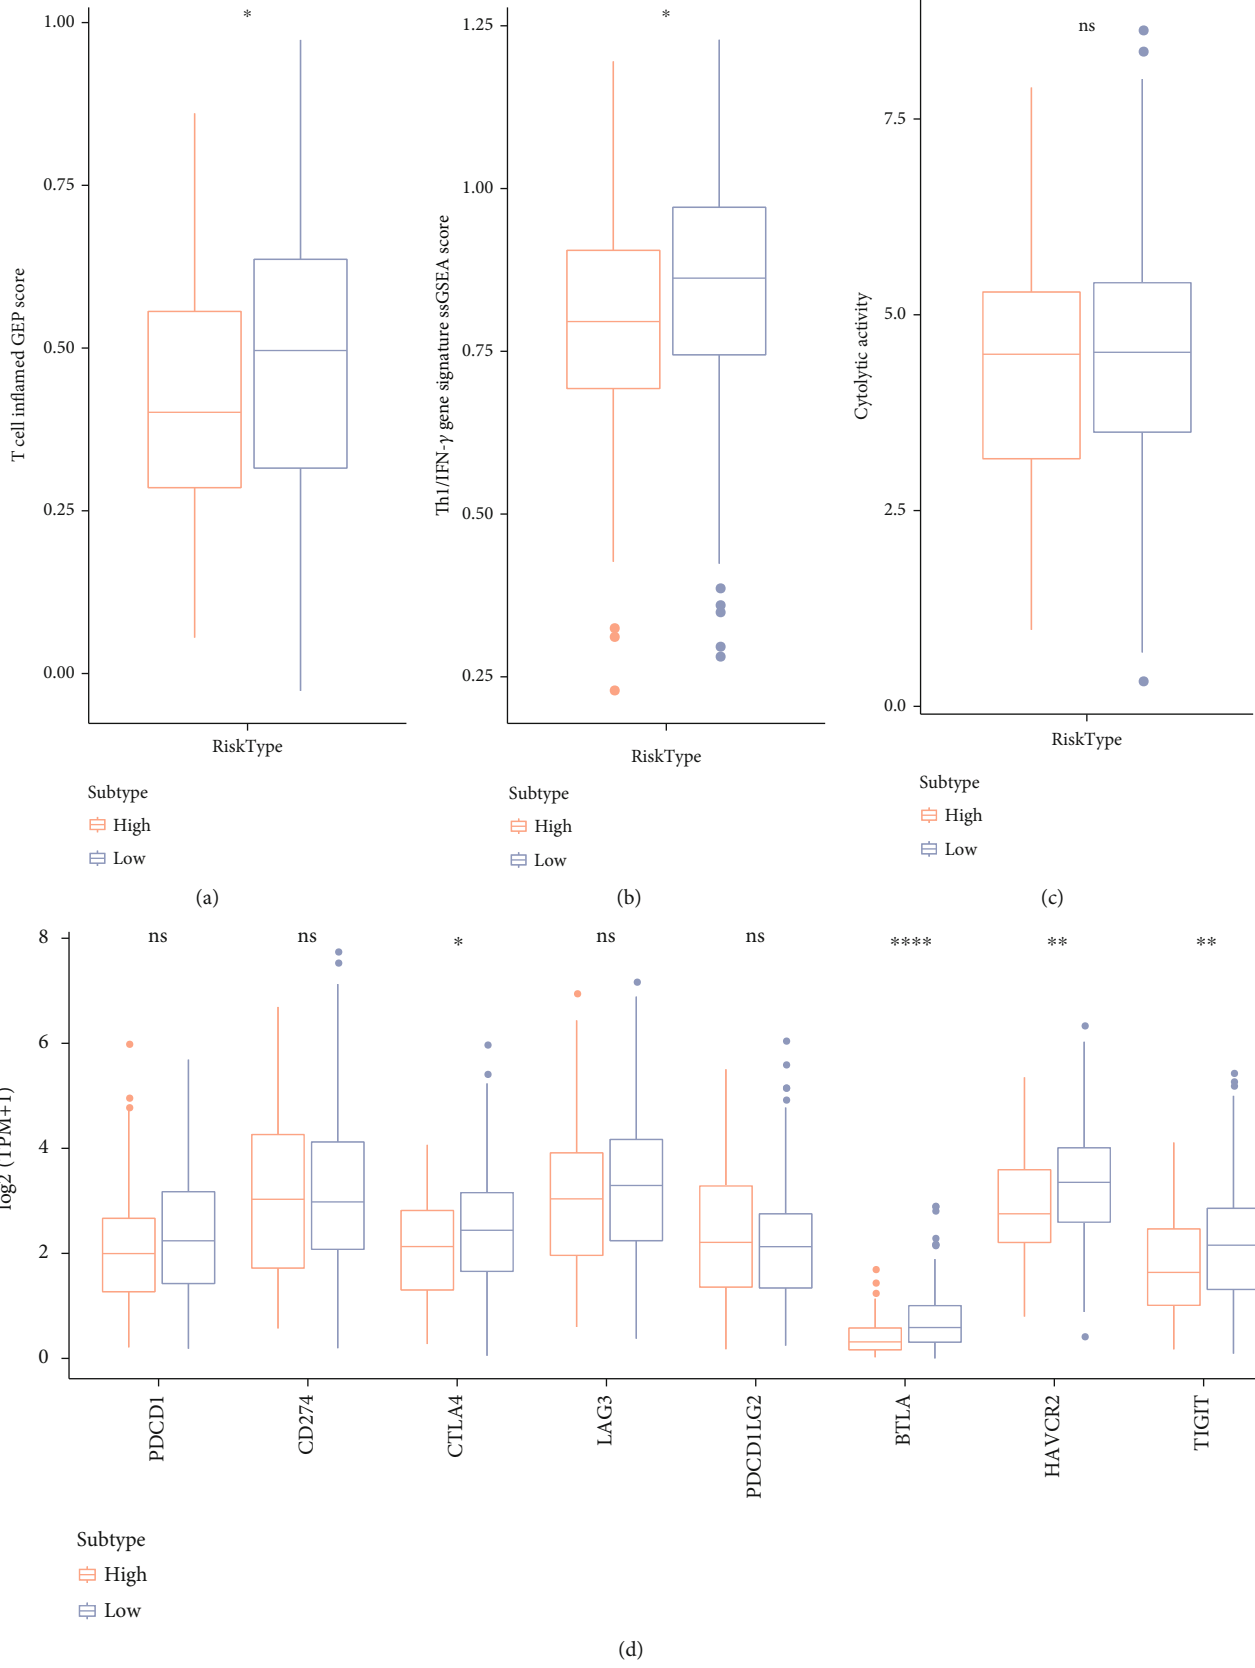 1.00
0.75
0.50
0.25
0.00
T cell inflamed GEP score
*
RiskType
Subtype
High
Low
(a)
1.25
1.00
0.75
0.50
0.25
Th1/IFN-γ gene signature ssGSEA score
*
RiskType
Subtype
High
Low
(b)
7.5
5.0
2.5
0.0
Cytolytic activity
ns
RiskType
Subtype
High
Low
(c)
8
6
4
2
0
log2 (TPM+1)
ns
ns
*
ns
ns
****
**
**
PDCD1
CD274
CTLA4
LAG3
PDCD1LG2
BTLA
HAVCR2
TIGIT
Subtype
High
Low
(d)